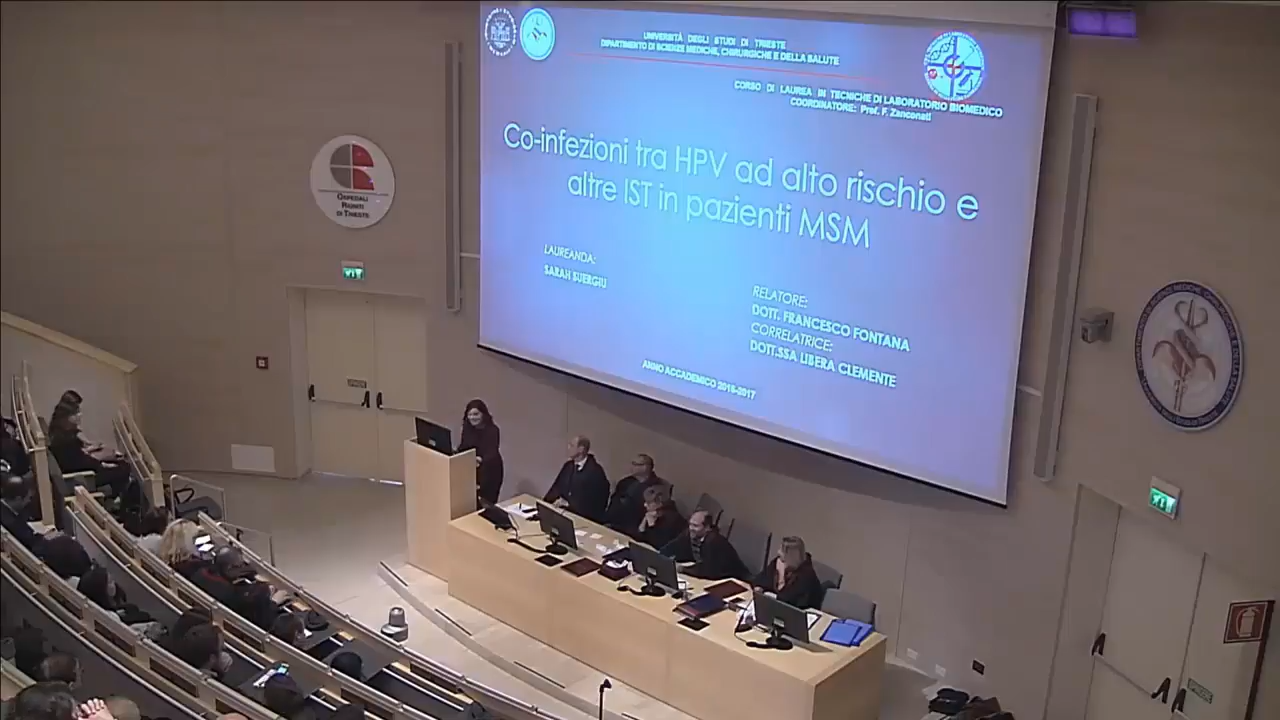 UNIVERSITÀ DEGLI STUDI DI TRIESTE
DIPARTIMENTO DI SCIENZE MEDICHE, CHIRURGICHE E DELLA SALUTE
CORSO DI LAUREA IN TECNICHE DI LABORATORIO BIOMEDICO
COORDINATORE: Prof. F. Zanconati
Co-infezioni tra HPV ad alto rischio e
altre IST in pazienti MSM
LAUREANDA:
SARAH SUERGIU
RELATORE:
DOTT. FRANCESCO FONTANA
CORRELATRICE:
DOTT.SSA LIBERA CLEMENTE
ANNO ACCADEMICO 2016-2017
OSPEDALI
RIUNITI
DI TRIESTE